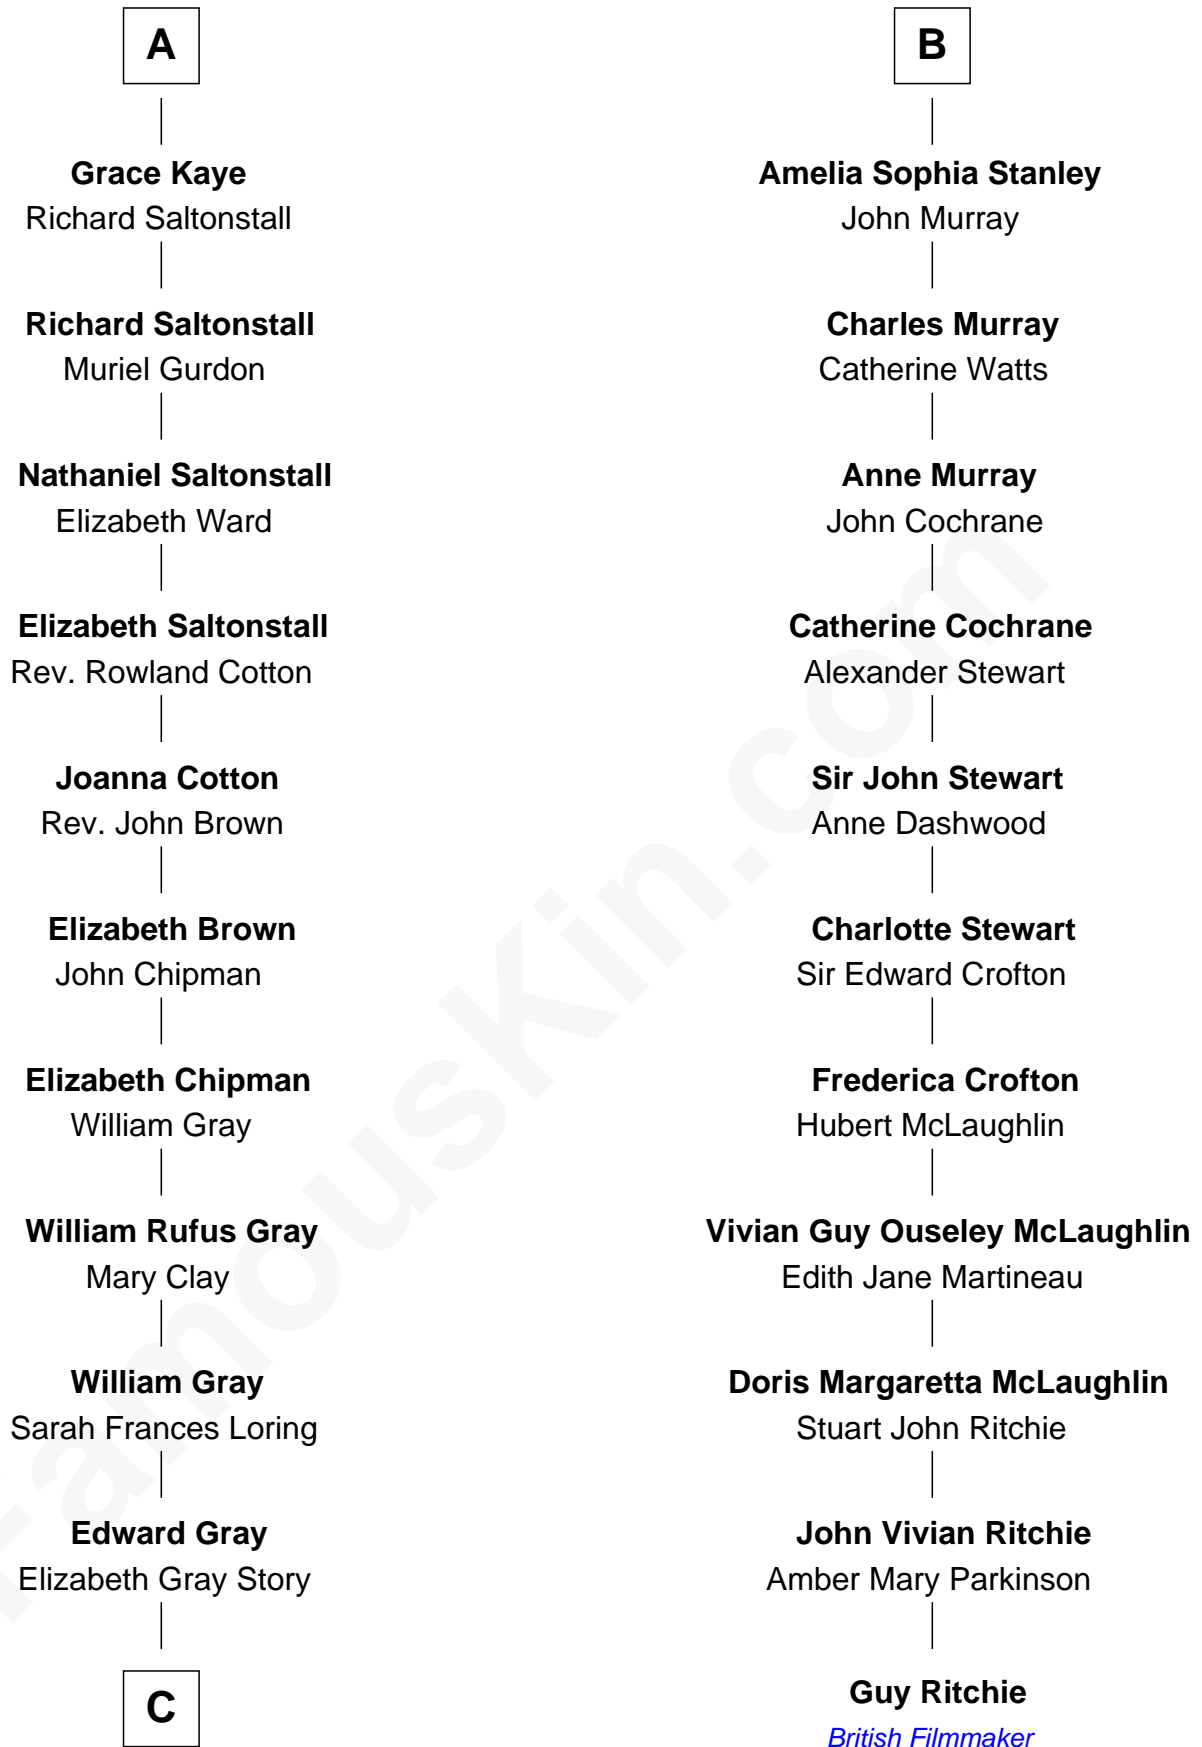 A
Grace Kaye
Richard Saltonstall
Richard Saltonstall
Muriel Gurdon
Nathaniel Saltonstall
Elizabeth Ward
Elizabeth Saltonstall
Rev. Rowland Cotton
Joanna Cotton
Rev. John Brown
Elizabeth Brown
John Chipman
Elizabeth Chipman
William Gray
William Rufus Gray
Mary Clay
William Gray
Sarah Frances Loring
Edward Gray
Elizabeth Gray Story
C
B
Amelia Sophia Stanley
John Murray
Charles Murray
Catherine Watts
Anne Murray
John Cochrane
Catherine Cochrane
Alexander Stewart
Sir John Stewart
Anne Dashwood
Charlotte Stewart
Sir Edward Crofton
Frederica Crofton
Hubert McLaughlin
Vivian Guy Ouseley McLaughlin
Edith Jane Martineau
Doris Margaretta McLaughlin
Stuart John Ritchie
John Vivian Ritchie
Amber Mary Parkinson
Guy Ritchie
British Filmmaker
FamousKin.com